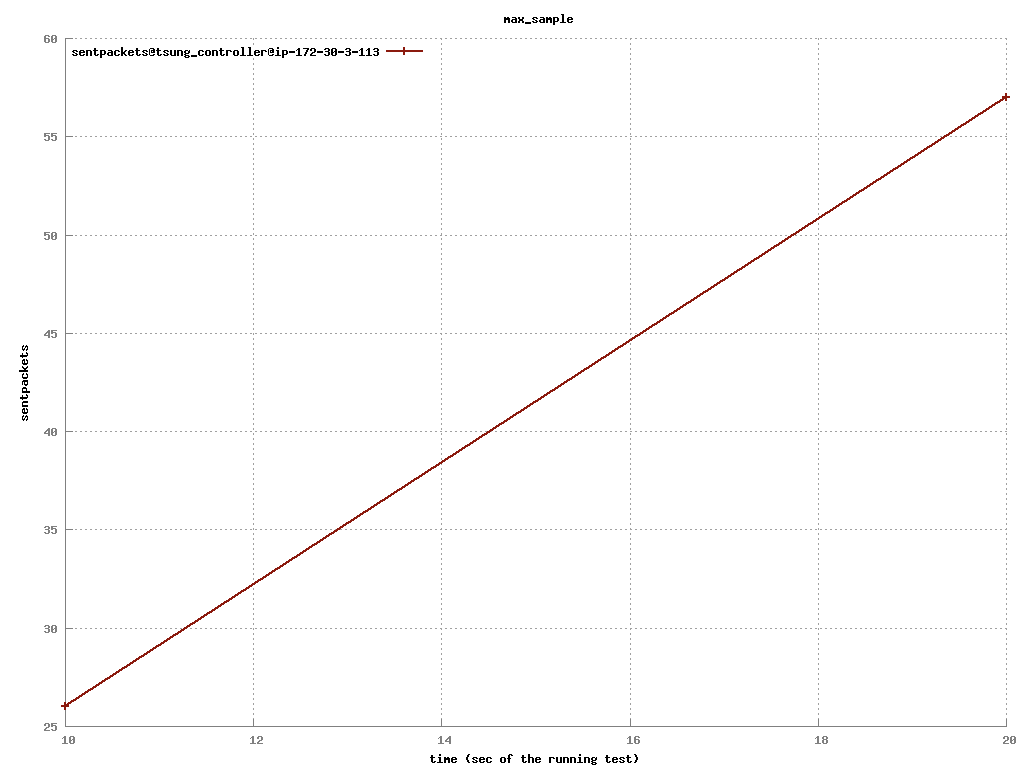 max_sample
sentpackets@tsung_controller@ip-172-30-3-113
60
55
50
45
40
35
30
25
sentpackets
10 12 14 16 18 20
time (sec of the running test)